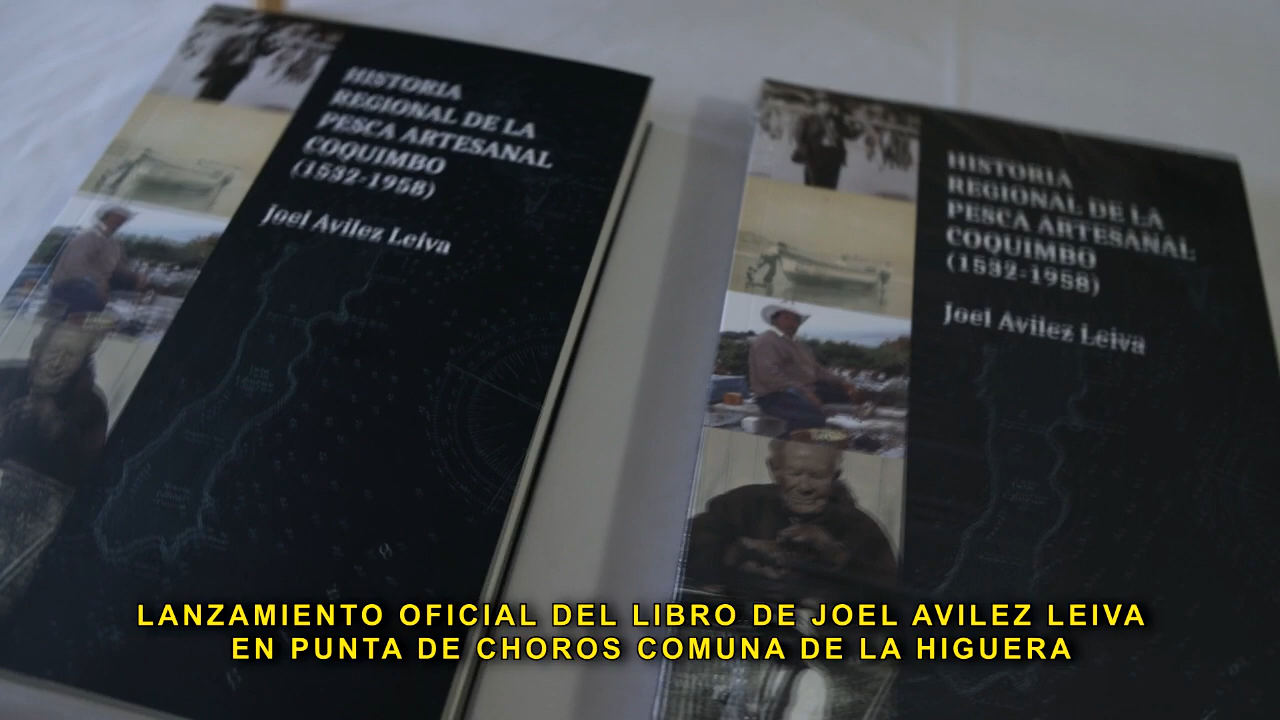 HISTORIA
REGIONAL DE LA
PESCA ARTESANAL
COQUIMBO
(1532-1958)
Joel Avilez Leiva
HISTORIA
REGIONAL DE LA
PESCA ARTESANAL
COQUIMBO
(1532-1958)
Joel Avilez Leiva
LANZAMIENTO OFICIAL DEL LIBRO DE JOEL AVILEZ LEIVA
EN PUNTA DE CHOROS COMUNA DE LA HIGUERA